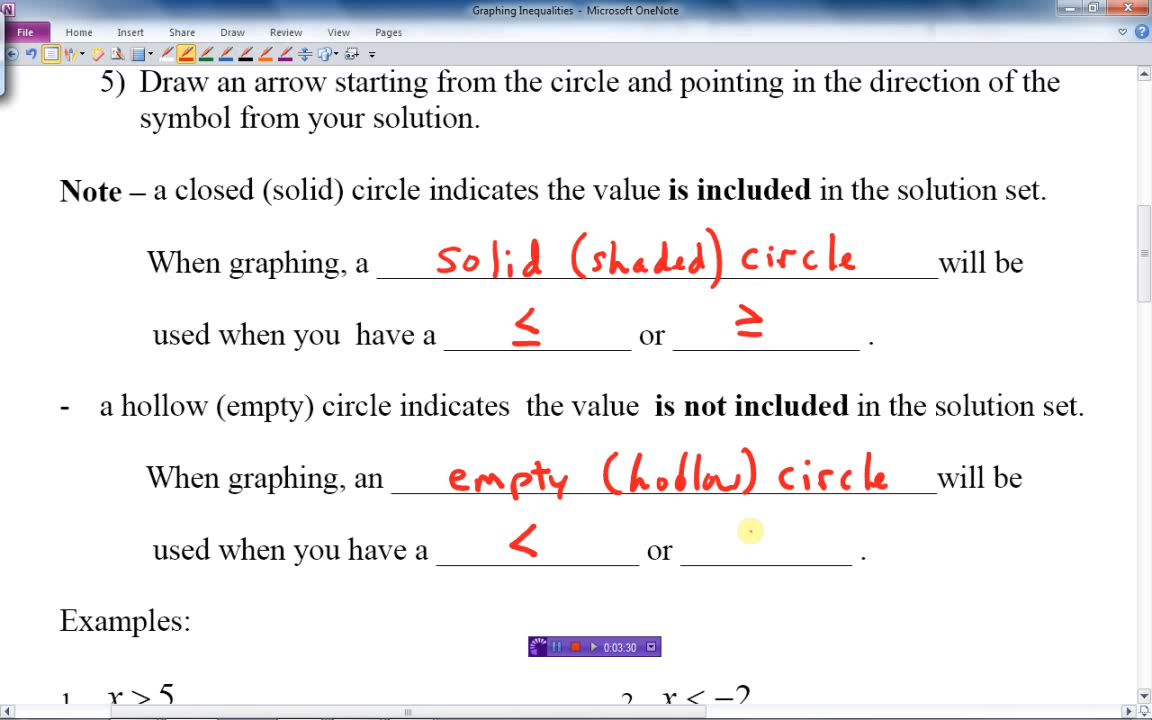 Graphing Inequalities - Microsoft OneNote
File Home Insert Share Draw Review View Pages
5) Draw an arrow starting from the circle and pointing in the direction of the
symbol from your solution.
Note – a closed (solid) circle indicates the value is included in the solution set.
When graphing, a solid (shaded) circle will be
used when you have a ≤ or ≥ .
- a hollow (empty) circle indicates the value is not included in the solution set.
When graphing, an empty (hollow) circle will be
used when you have a < or .
Examples:
0:03:30
1. x > 5 2. x < −2